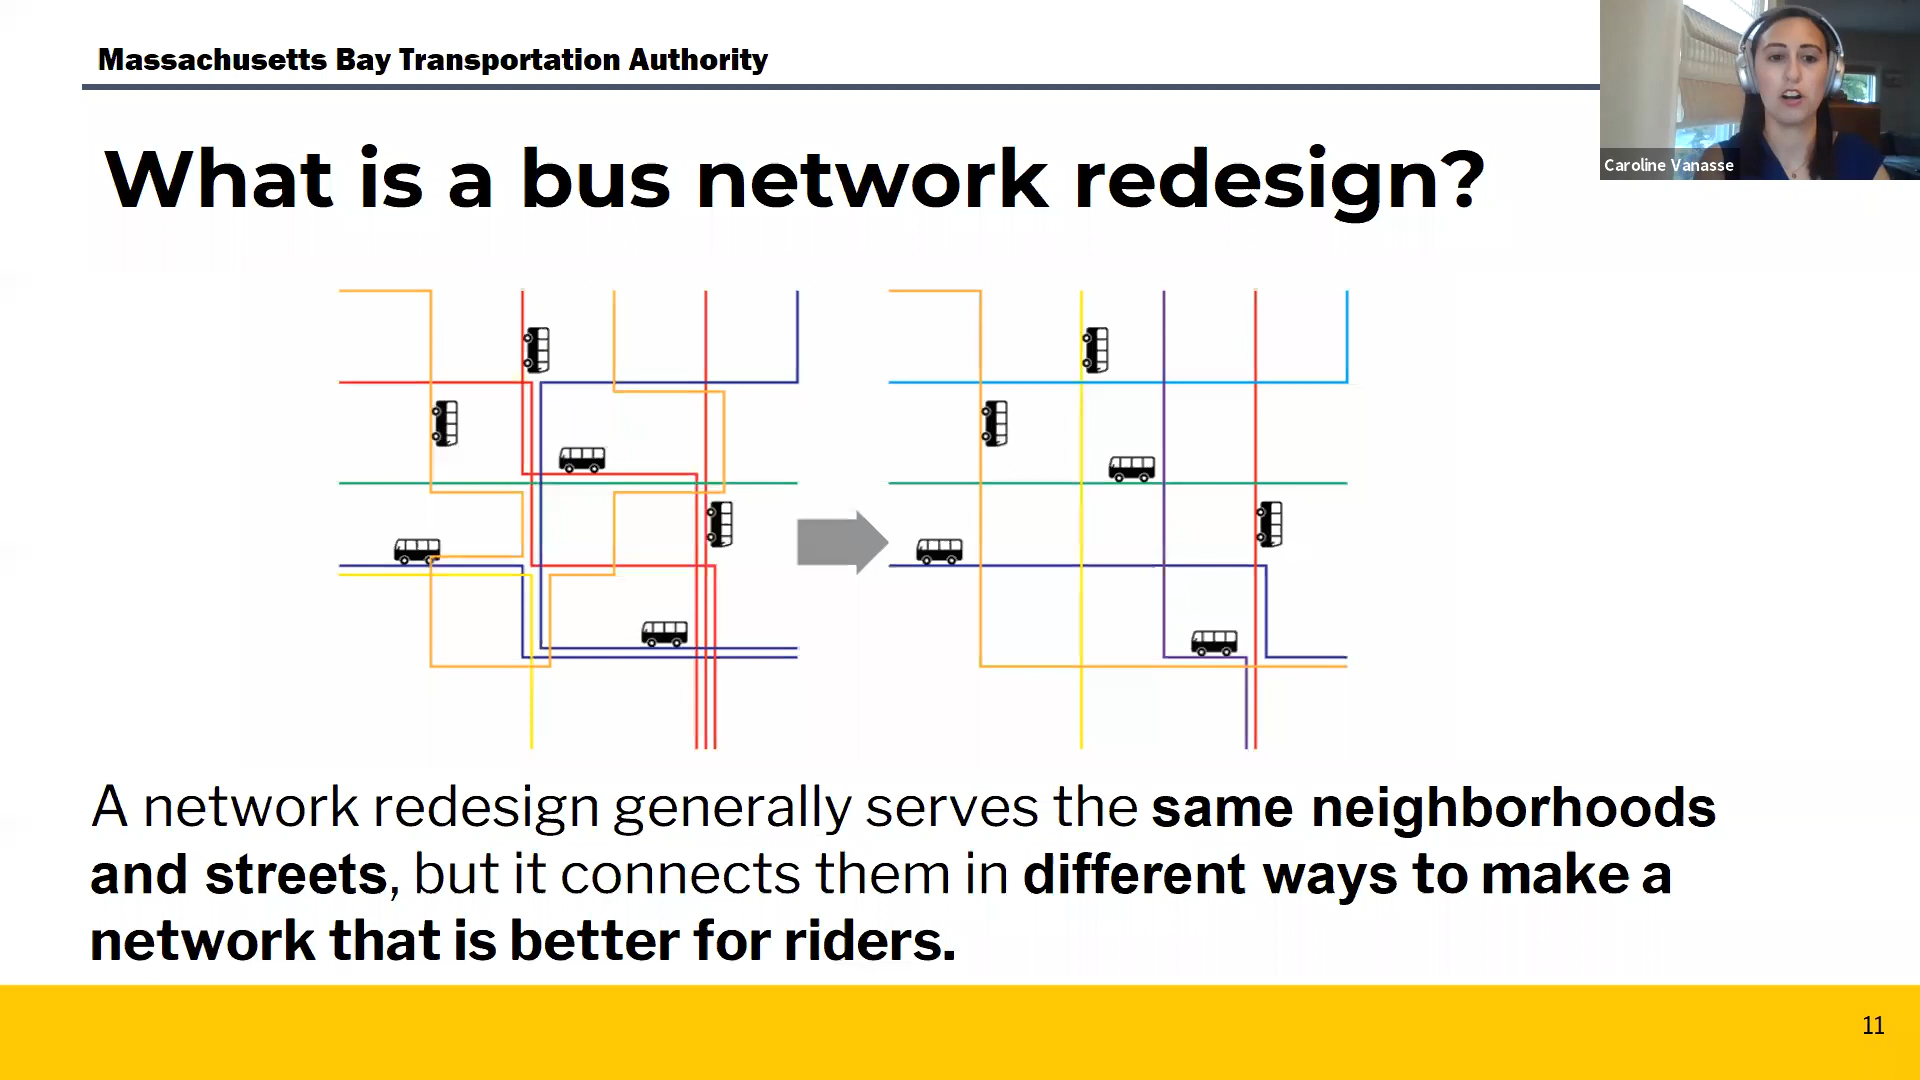 Massachusetts Bay Transportation Authority
Caroline Vanasse
What is a bus network redesign?
A network redesign generally serves the same neighborhoods
and streets, but it connects them in different ways to make a
network that is better for riders.
11